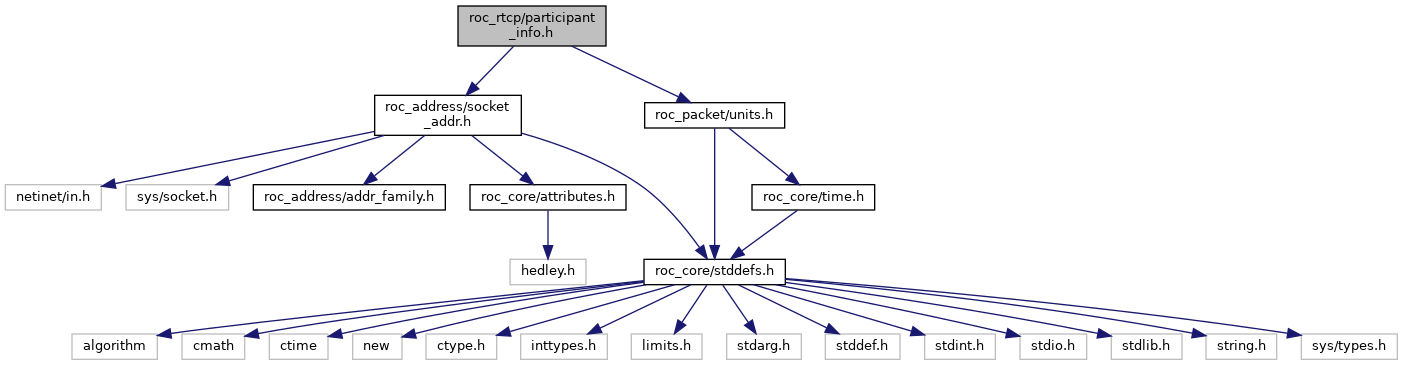 roc_rtcp/participant
_info.h
roc_address/socket
_addr.h
roc_packet/units.h
netinet/in.h
sys/socket.h
roc_address/addr_family.h
roc_core/attributes.h
roc_core/time.h
hedley.h
roc_core/stddefs.h
algorithm
cmath
ctime
new
ctype.h
inttypes.h
limits.h
stdarg.h
stddef.h
stdint.h
stdio.h
stdlib.h
string.h
sys/types.h